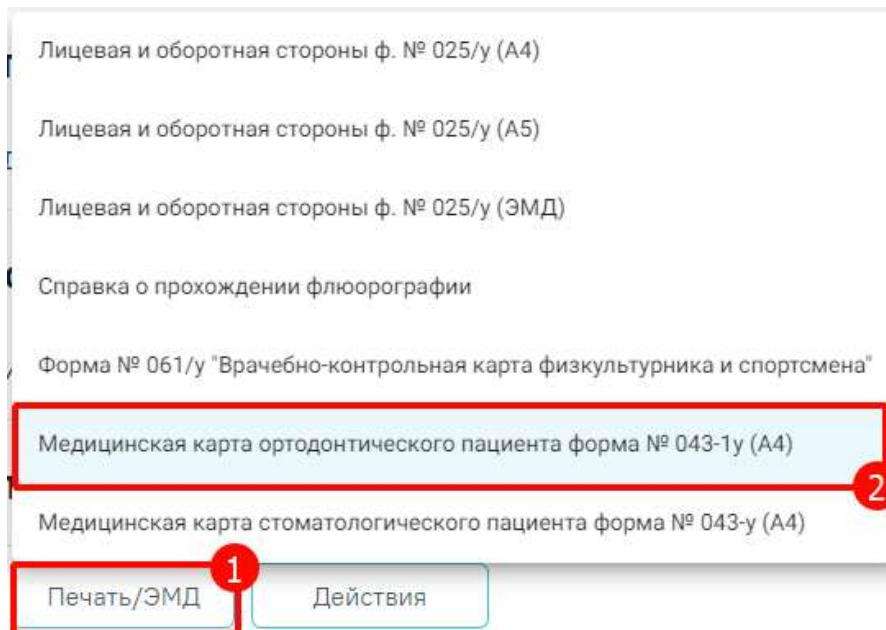 Лицевая и оборотная стороны ф. № 025/у (А4)
Лицевая и оборотная стороны ф. № 025/у (А5)
Лицевая и оборотная стороны ф. № 025/у (ЭМД)
Справка о прохождении флюорографии
Форма № 061/у "Врачебно-контрольная карта физкультурника и спортсмена"
Медицинская карта ортодонтического пациента форма № 043-1у (А4)
2
Медицинская карта стоматологического пациента форма № 043-у (А4)
1
Печать/ЭМД Действия